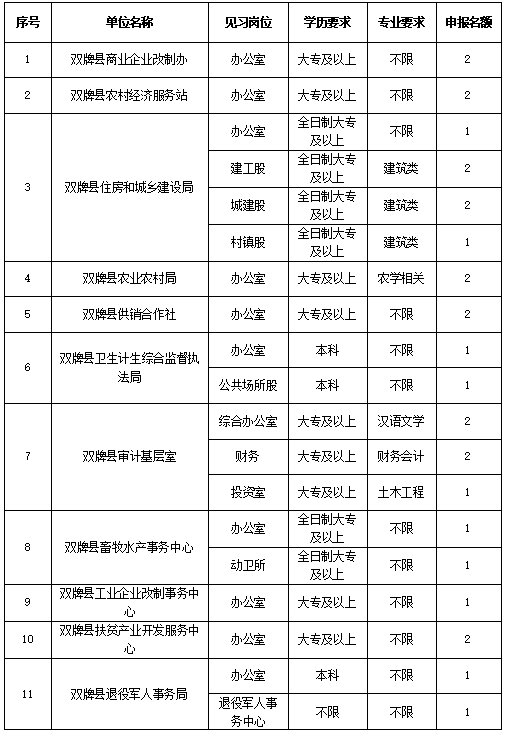 序号 单位名称 见习岗位 学历要求 专业要求 申报名额
1 双牌县商业企业改制办 办公室 大专及以上 不限 2
2 双牌县农村经济服务站 办公室 大专及以上 不限 2
3 双牌县住房和城乡建设局 办公室 全日制大专及以上 不限 1
建工股 全日制大专及以上 建筑类 2
城建股 全日制大专及以上 建筑类 2
村镇股 全日制大专及以上 建筑类 1
4 双牌县农业农村局 办公室 大专及以上 农学相关 2
5 双牌县供销合作社 办公室 大专及以上 不限 2
6 双牌县卫生计生综合监督执法局 办公室 本科 不限 1
公共场所股 本科 不限 1
7 双牌县审计基层室 综合办公室 大专及以上 汉语文学 2
财务 大专及以上 财务会计 2
投资室 大专及以上 土木工程 1
8 双牌县畜牧水产事务中心 办公室 全日制大专及以上 不限 1
动卫所 全日制大专及以上 不限 1
9 双牌县工业企业改制事务中心 办公室 大专及以上 不限 1
10 双牌县扶贫产业开发服务中心 办公室 大专及以上 不限 2
11 双牌县退役军人事务局 办公室 本科 不限 1
退役军人事务中心 不限 不限 1